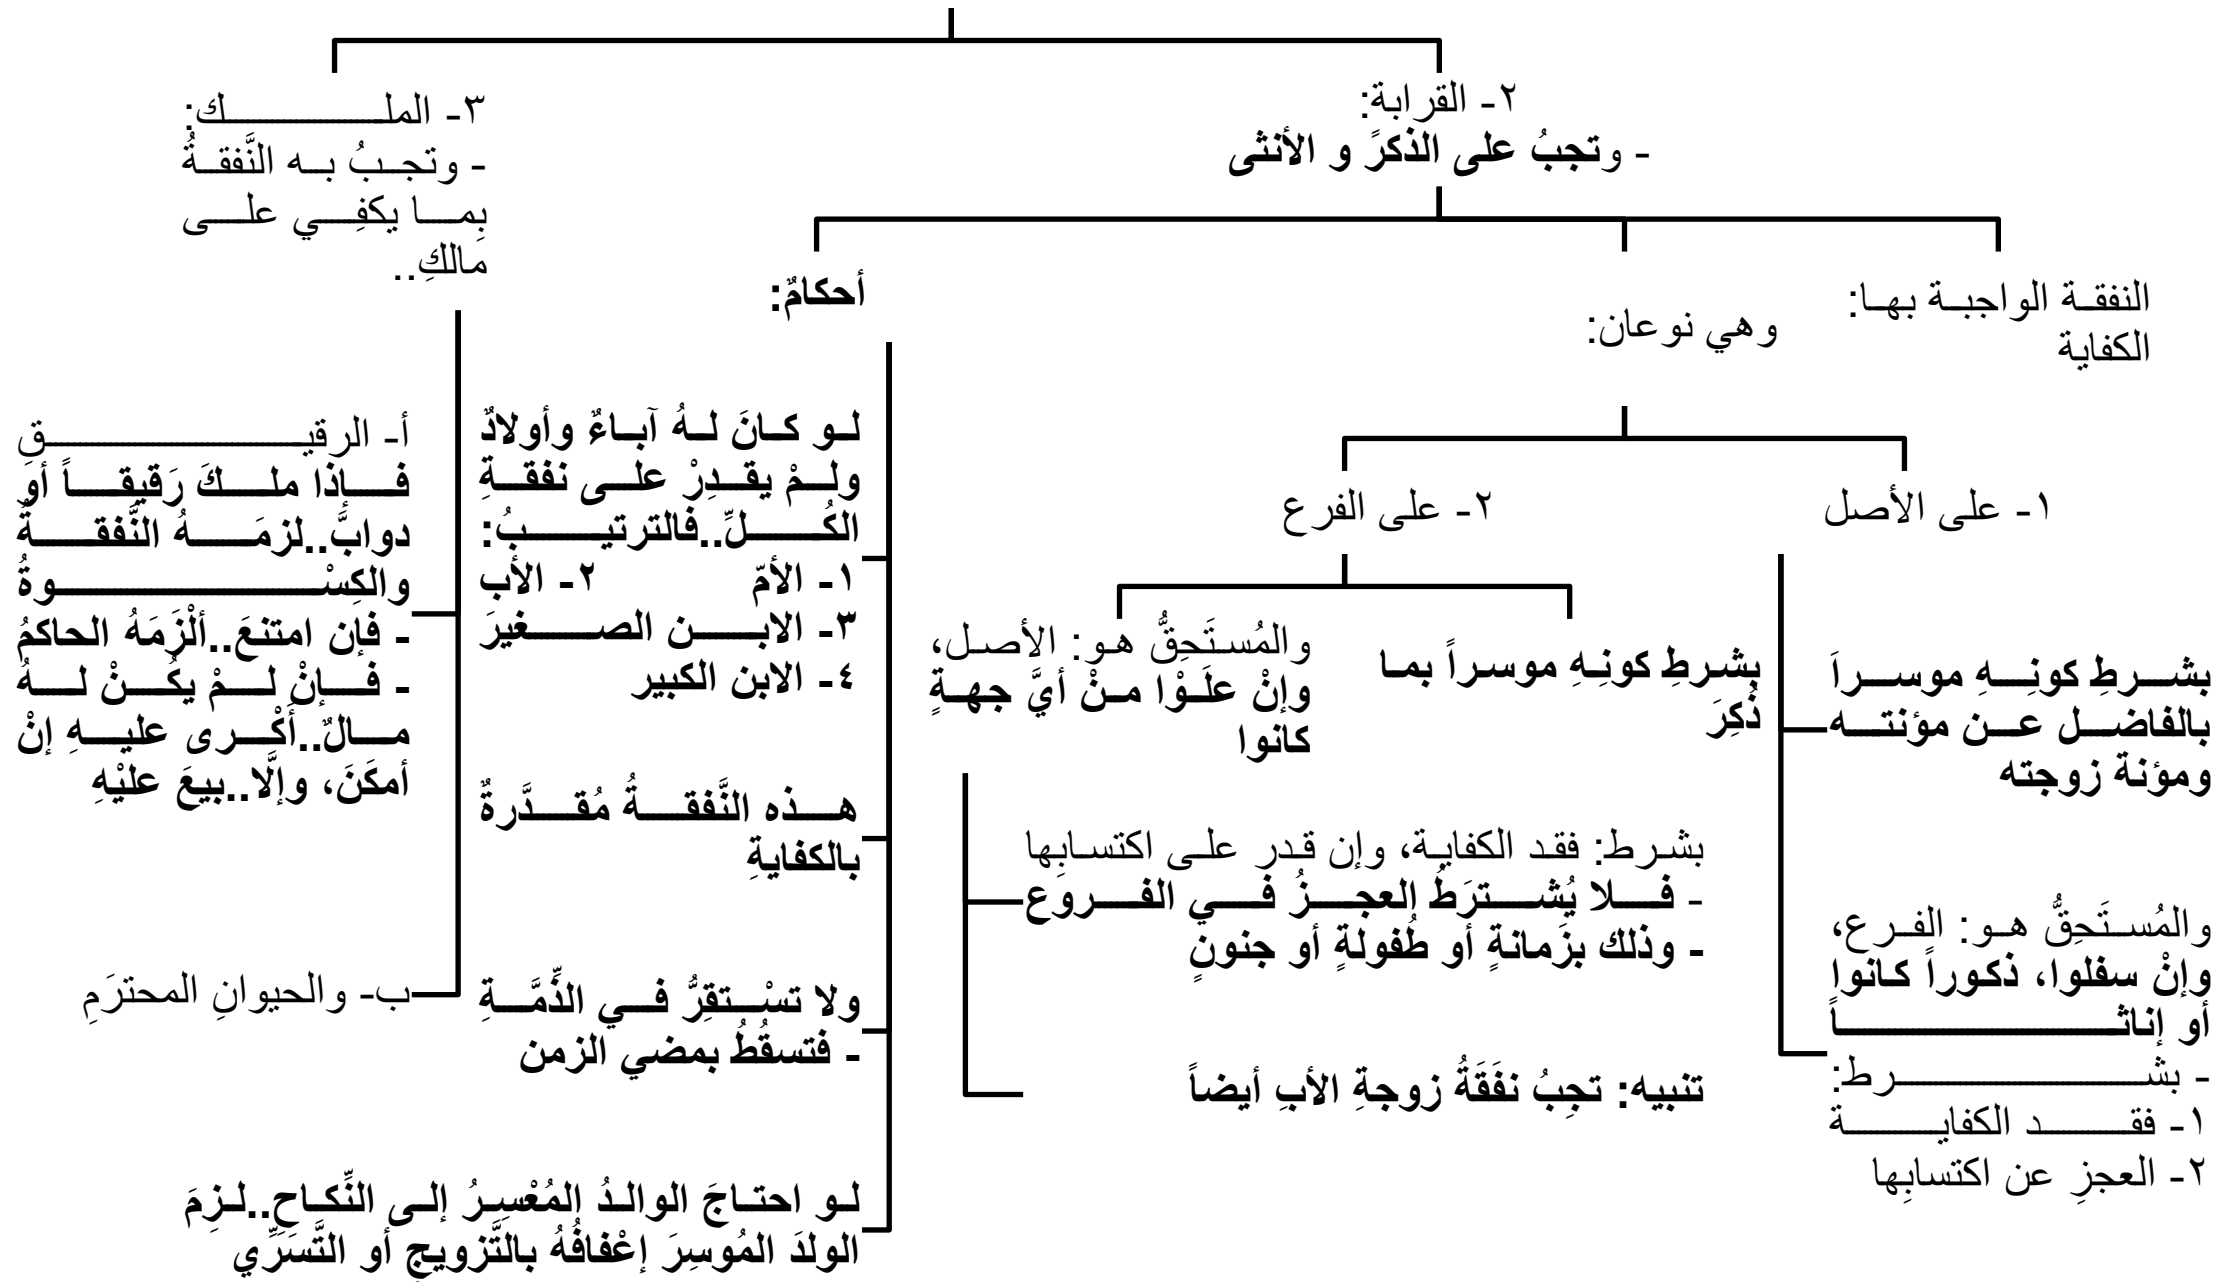 ٢- القرابة:
- وتجبُ على الذكرً و الأنثى
النفقة الواجبة بها:
الكفاية
وهي نوعان:
١- على الأصل
بشرطِ كونِهِ موسراَ
بالفاضل عن مؤنته
ومؤنة زوجته
والمُستَحِقُّ هو: الفرع،
وإنْ سفلوا، ذكوراً كانوا
أو إناثاً
- بشرط:
١- فقد الكفاية
٢- العجزِ عن اكتسابِها
٢- على الفرع
بشرطِ كونِهِ موسراً بما
ذُكِرَ
والمُستَحِقُّ هو: الأصل،
وإنْ علَوْا منْ أيَّ جهةٍ
كانوا
بشرط: فقد الكفاية، وإن قدر على اكتسابِها
- فلا يُشترَطُ العجزُ في الفروع
- وذلك بزَمانةٍ أو طُفولةٍ أو جنونٍ
تنبيه: تجِبُ نفَقَةُ زوجةِ الأبِ أيضاً
أحكامٌ:
لو كانَ لهُ آباءٌ وأولادٌ
ولمْ يقدِرْ على نفقةِ
الكُلِّ..فالترتيبُ:
١- الأمّ ٢- الأب
٣- الابن الصغيرَ
٤- الابن الكبير
هذه النَّفقةُ مُقدَّرةٌ
بالكفايةِ
ولا تسْتقِرُّ في الذِّمَّةِ
- فتسقُطُ بمضي الزمن
لو احتاجَ الوالدُ المُعْسِرُ إلى النِّكاحِ..لزِمَ
الولدَ المُوسِرَ إعْفافُهُ بالتَّزويجِ أو التَّسَرِّي
٣- الملك:
- وتجبُ به النَّفقةُ
بِما يكفِي على
مالكِ..
أ- الرقيقِ
فإذا ملكَ رَقيقاً أو
دوابَّ..لزمَهُ النَّفقةُ
والكِسْوةُ
- فإن امتنعَ..ألْزَمَهُ الحاكمُ
- فإنْ لمْ يكُنْ لهُ
مالٌ..أَكْرى عليهِ إنْ
أمكَنَ، وإلَّا..بيعَ عليْهِ
ب- والحيوانِ المحترَمِ